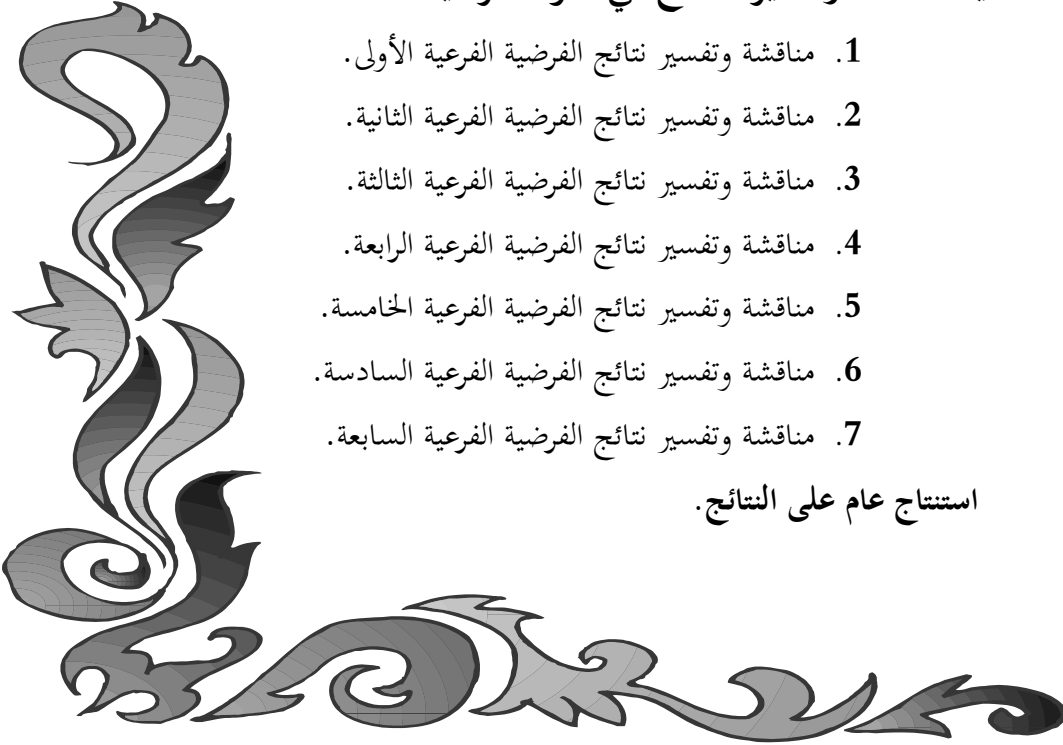 1. مناقشة وتفسير نتائج الفرضية الفرعية الأولى.
2. مناقشة وتفسير نتائج الفرضية الفرعية الثانية.
3. مناقشة وتفسير نتائج الفرضية الفرعية الثالثة.
4. مناقشة وتفسير نتائج الفرضية الفرعية الرابعة.
5. مناقشة وتفسير نتائج الفرضية الفرعية الخامسة.
6. مناقشة وتفسير نتائج الفرضية الفرعية السادسة.
7. مناقشة وتفسير نتائج الفرضية الفرعية السابعة.
استنتاج عام على النتائج.